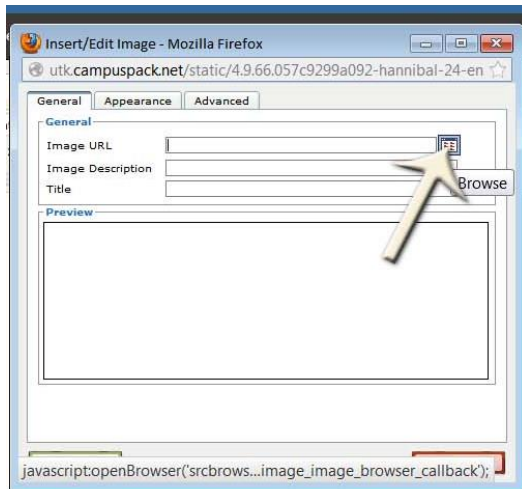 Insert/Edit Image - Mozilla Firefox
utk.campuspack.net/static/4.9.66.057c9299a092-hannibal-24-en
General Appearance Advanced
General
Image URL
Image Description
Title
Browse
Preview
javascript:openBrowser('srcbrows...image_image_browser_callback');